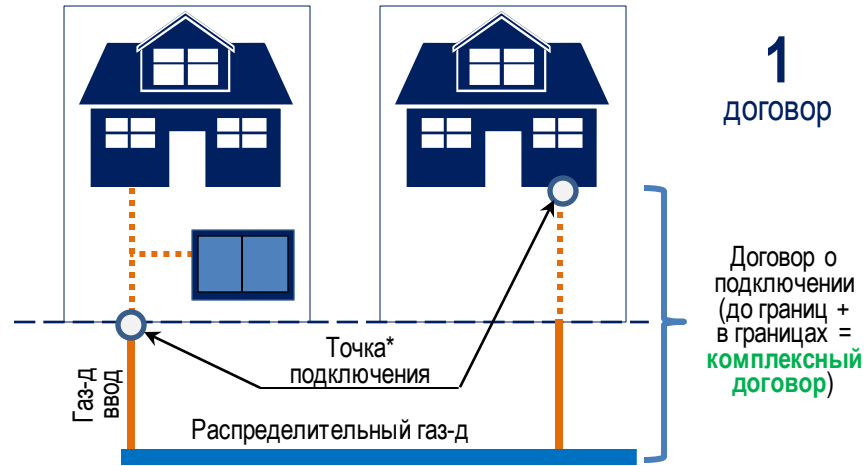 1
договор
Договор о
подключении
(до границ +
в границах =
комплексный
договор)
Точка*
подключения
Газ-д
ввод
Распределительный газ-д